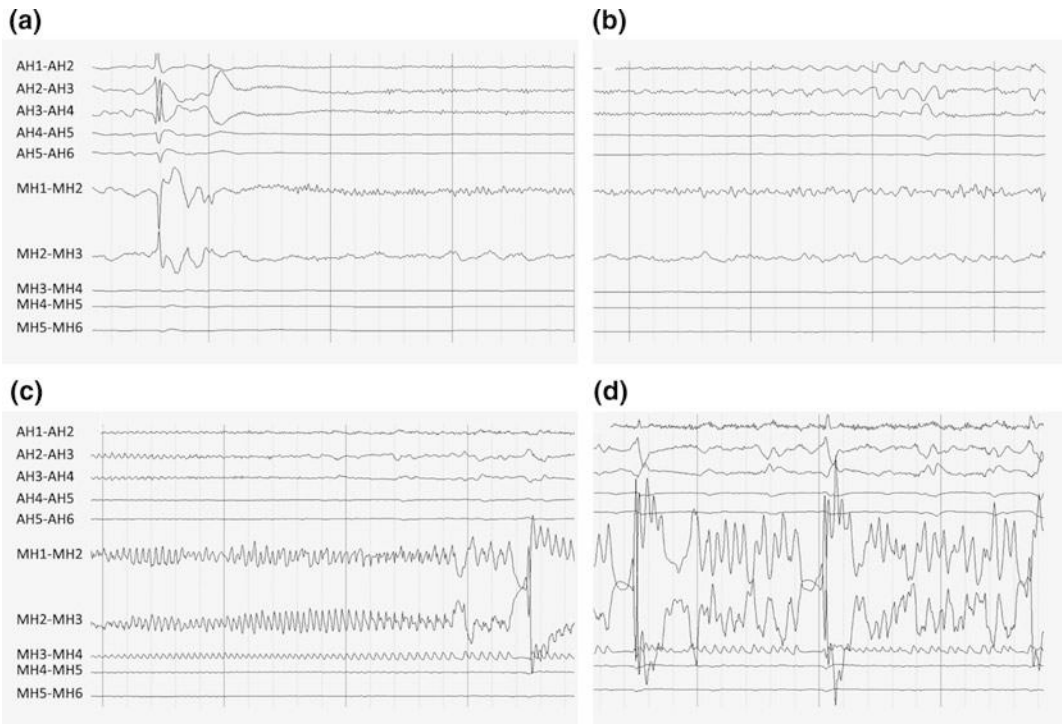 (a)
AH1-AH2
AH2-AH3
AH3-AH4
AH4-AH5
AH5-AH6
MH1-MH2
MH2-MH3
MH3-MH4
MH4-MH5
MH5-MH6
(b)
(c)
AH1-AH2
AH2-AH3
AH3-AH4
AH4-AH5
AH5-AH6
MH1-MH2
MH2-MH3
MH3-MH4
MH4-MH5
MH5-MH6
(d)